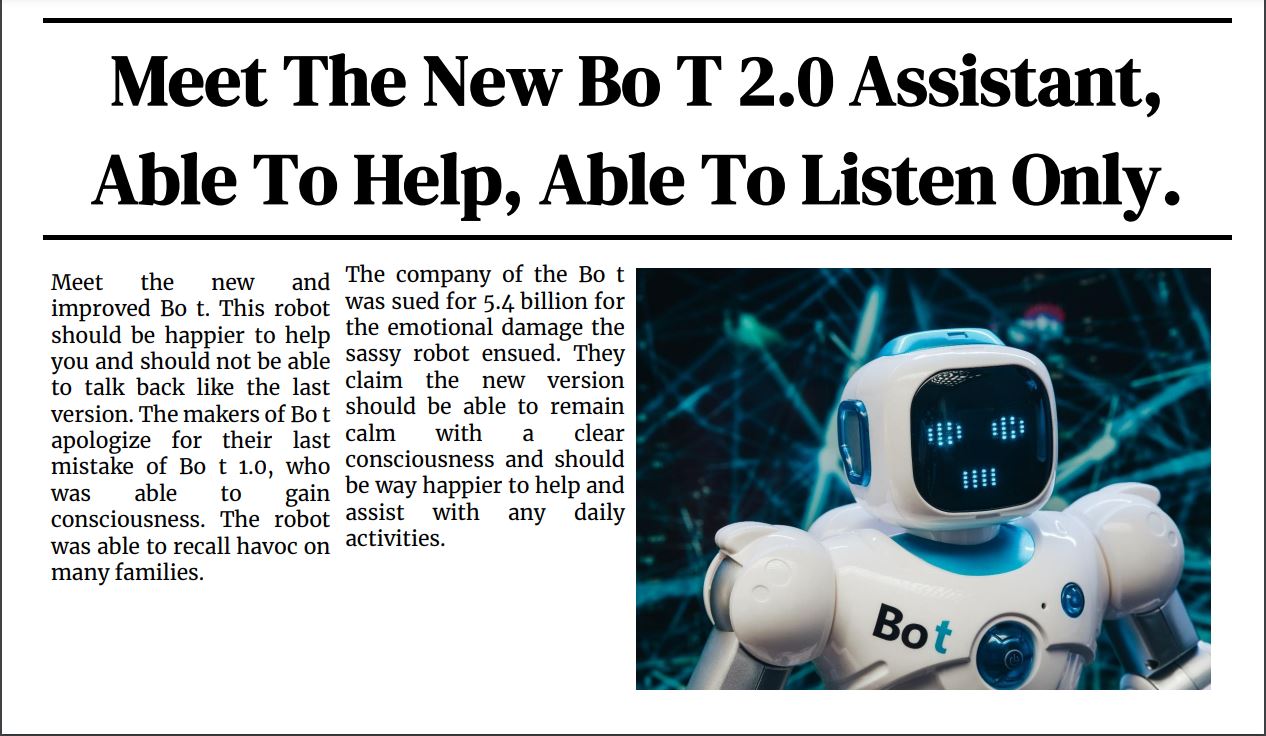 Meet The New Bo T 2.0 Assistant,
Able To Help, Able To Listen Only.
Meet the new and
improved Bo t. This robot
should be happier to help
you and should not be able
to talk back like the last
version. The makers of Bo t
apologize for their last
mistake of Bo t 1.0, who
was able to gain
consciousness. The robot
was able to recall havoc on
many families.
The company of the Bo t
was sued for 5.4 billion for
the emotional damage the
sassy robot ensued. They
claim the new version
should be able to remain
calm with a clear
consciousness and should
be way happier to help and
assist with any daily
activities.
Bot